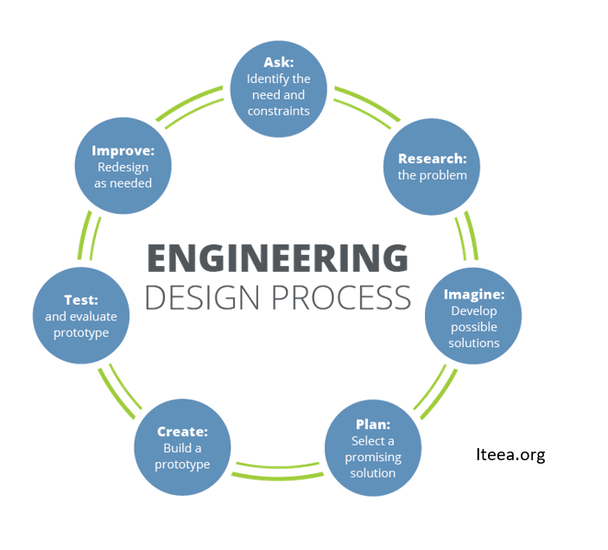 Ask:
Identify the
need and
constraints
Research:
the problem
Imagine:
Develop
possible
solutions
Plan:
Select a
promising
solution
Create:
Build a
prototype
Test:
and evaluate
prototype
Improve:
Redesign
as needed
ENGINEERING
DESIGN PROCESS
Iteea.org